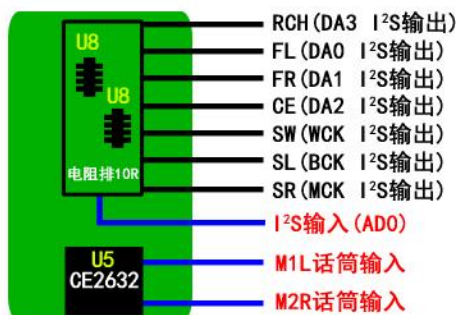 U8
U8
电阻排10R
U5
CE2632
RCH(DA3 I²S输出)
FL(DA0 I²S输出)
FR(DA1 I²S输出)
CE(DA2 I²S输出)
SW(WCK I²S输出)
SL(BCK I²S输出)
SR(MCK I²S输出)
I²S输入(AD0)
M1L话筒输入
M2R话筒输入